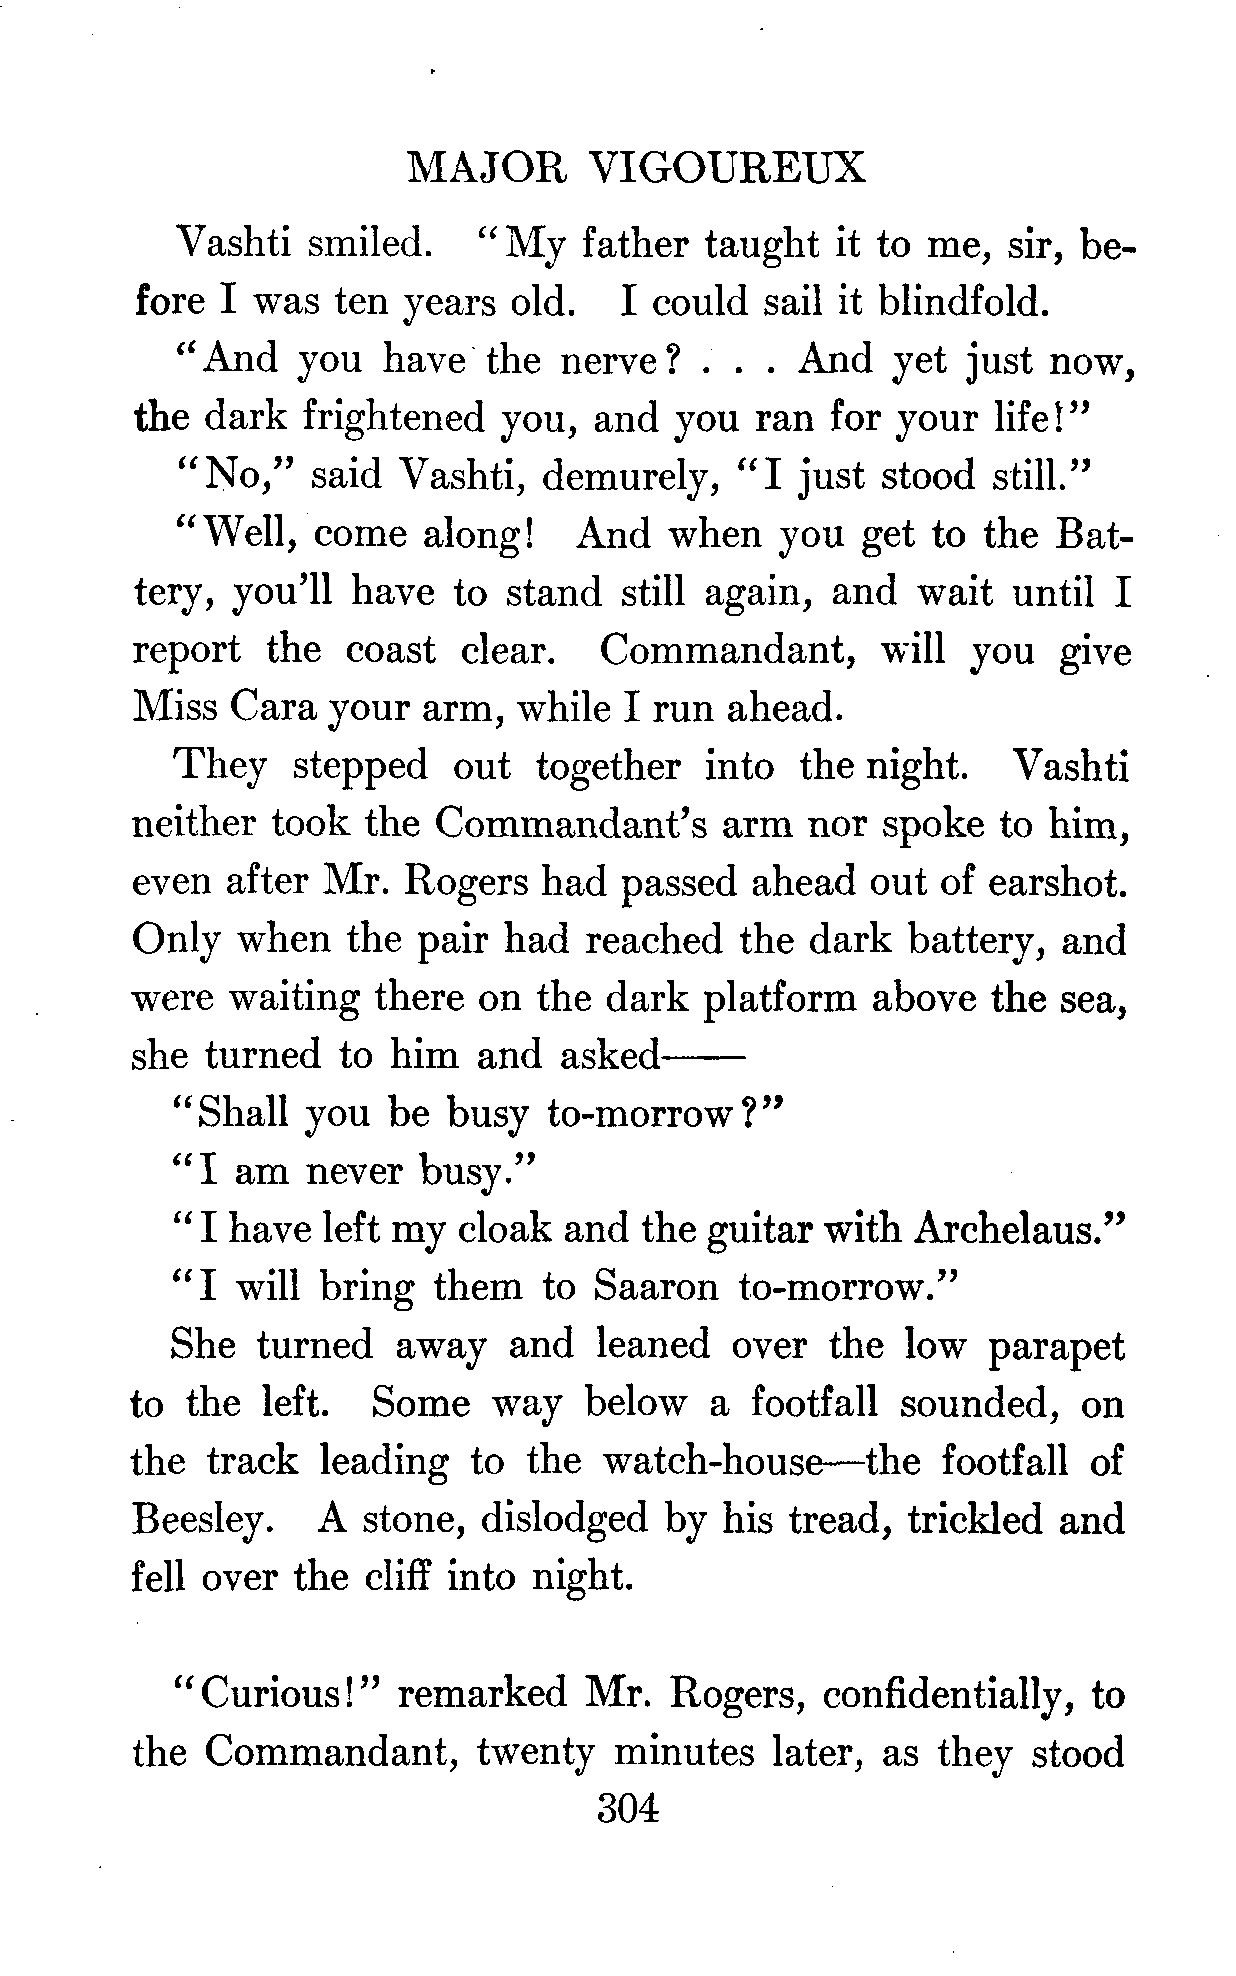 MAJOR VIGOUREUX
Vashti smiled. "My father taught it to me, sir, be-
fore I was ten years old. I could sail it blindfold.
"And you have the nerve? . . . And yet just now,
the dark frightened you, and you ran for your life!"
"No," said Vashti, demurely, "I just stood still."
"Well, come along! And when you get to the Bat-
tery, you'll have to stand still again, and wait until I
report the coast clear. Commandant, will you give
Miss Cara your arm, while I run ahead.
They stepped out together into the night. Vashti
neither took the Commandant's arm nor spoke to him,
even after Mr. Rogers had passed ahead out of earshot.
Only when the pair had reached the dark battery, and
were waiting there on the dark platform above the sea,
she turned to him and asked——
"Shall you be busy to-morrow?"
"I am never busy."
"I have left my cloak and the guitar with Archelaus."
"I will bring them to Saaron to-morrow."
She turned away and leaned over the low parapet
to the left. Some way below a footfall sounded, on
the track leading to the watch-house—the footfall of
Beesley. A stone, dislodged by his tread, trickled and
fell over the cliff into night.
"Curious!" remarked Mr. Rogers, confidentially, to
the Commandant, twenty minutes later, as they stood
304